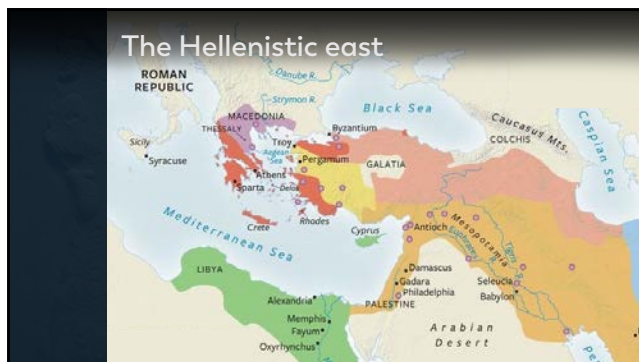 The Hellenistic east
ROMAN
REPUBLIC
Danube R.
Strymon R.
Black Sea
Caucasus Mts.
COLCHIS
Caspian Sea
MACEDONIA
THESSALY
Byzantium
Troy
Aegean
Sea
Pergamum
GALATIA
Sicily
Syracuse
Athens
Sparta
Delos
Rhodes
Crete
Cyprus
Antioch
Mesopotamia
Euphrates R.
Tigris
Mediterranean Sea
LIBYA
Damascus
Gadara
Philadelphia
Seleucia
Babylon
PALESTINE
Alexandria
Memphis
Fayum
Oxyrhynchus
Arabian
Desert